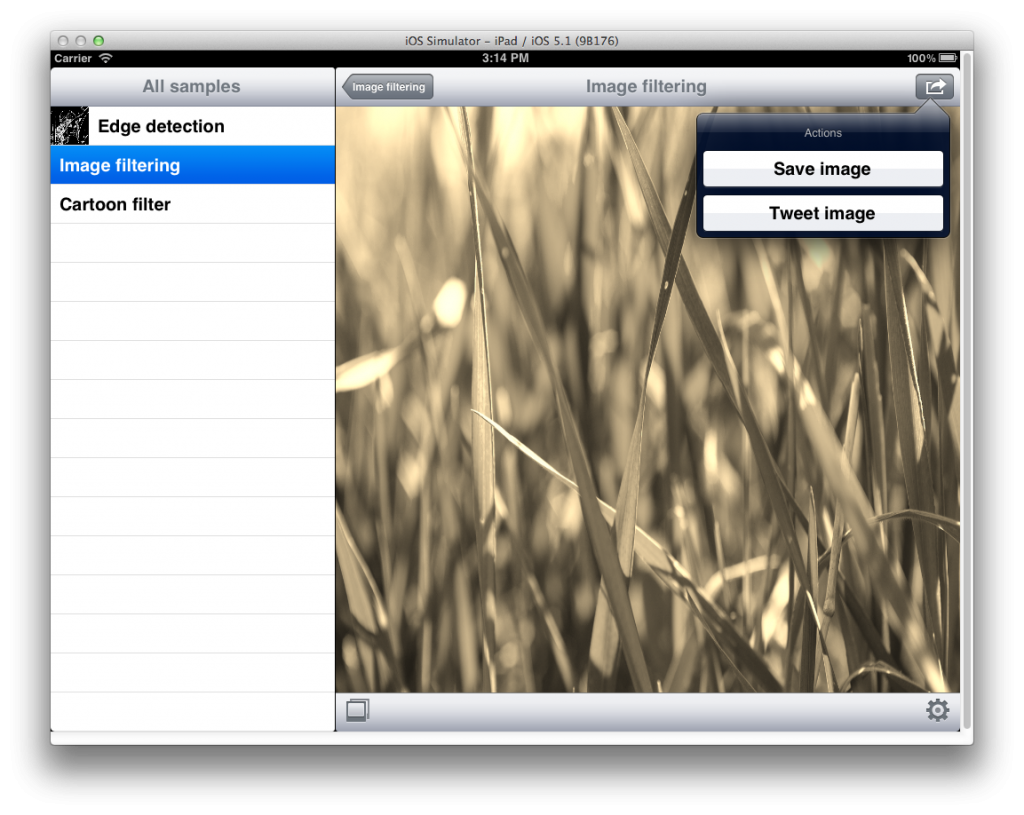 iOS Simulator – iPad / iOS 5.1 (9B176)
Carrier 3:14 PM 100%
All samples
Image filtering
Image filtering
Edge detection
Image filtering
Cartoon filter
Actions
Save image
Tweet image